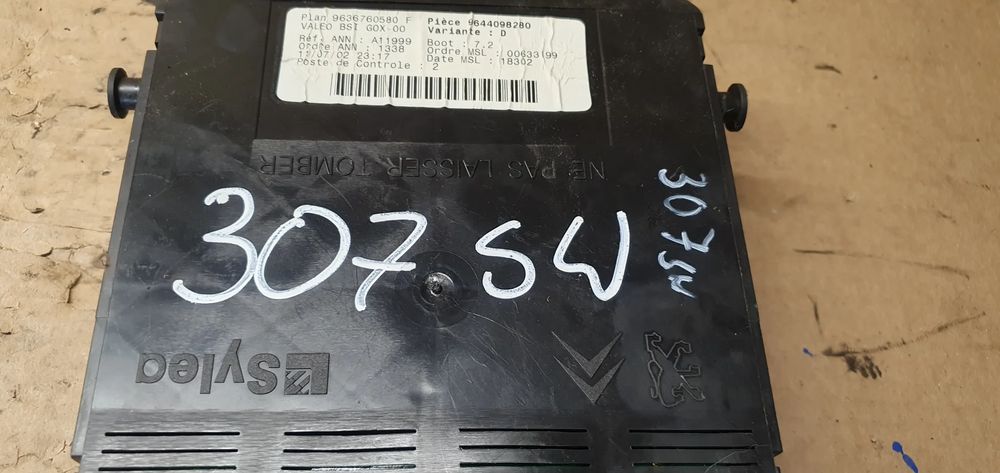 Plan 9636760580 F
VALEO BSI GOX-00
Réf. ANN : A11999
Ordre ANN : 1338
11/07/02 23:17
Poste de Controle : 2
Pièce 9644098280
Variante : D
Boot : 7.2
Ordre MSL : 00633199
Date MSL : 18302
NE PAS LAISSER TOMBER
307 SW
307 SW
Sylea